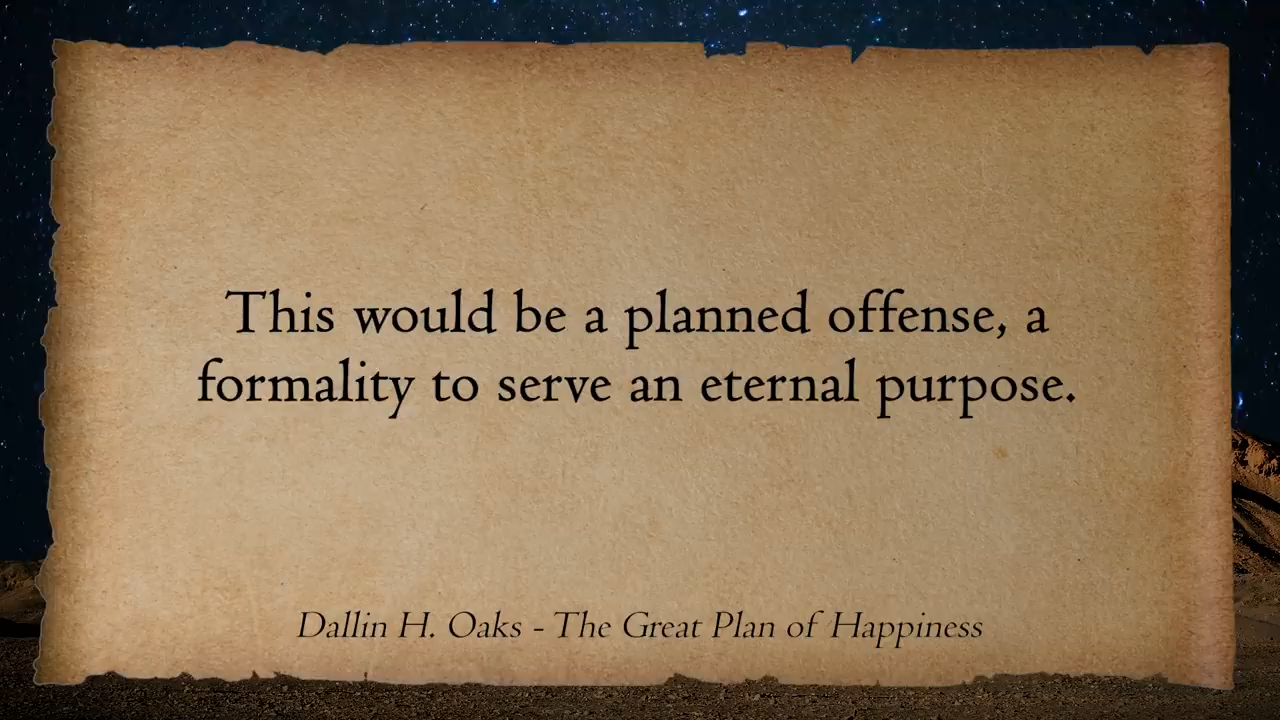 This would be a planned offense, a
formality to serve an eternal purpose.
Dallin H. Oaks - The Great Plan of Happiness